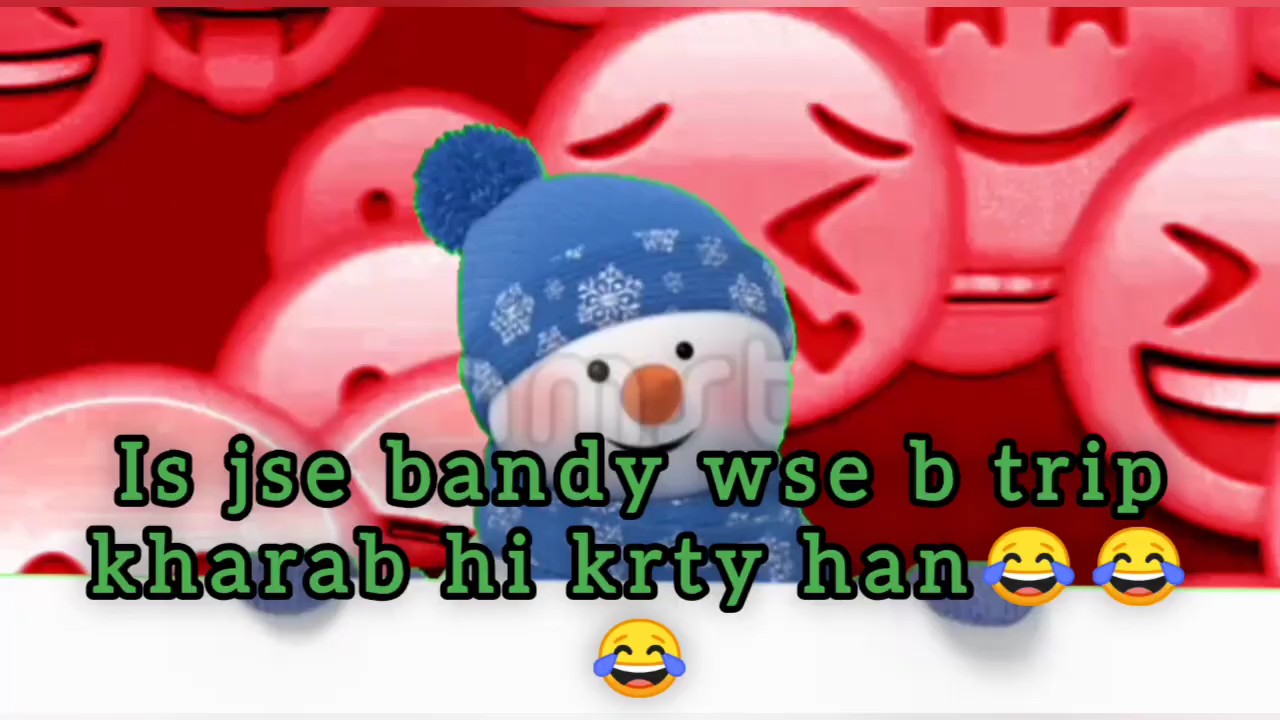 Is jse bandy wse b trip
kharab hi krty han😂😂
😂